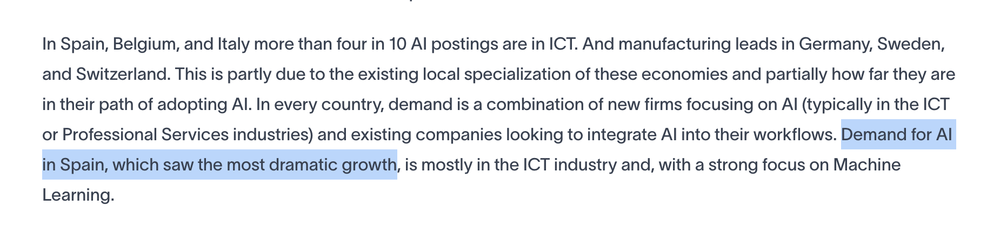 In Spain, Belgium, and Italy more than four in 10 AI postings are in ICT. And manufacturing leads in Germany, Sweden,
and Switzerland. This is partly due to the existing local specialization of these economies and partially how far they are
in their path of adopting AI. In every country, demand is a combination of new firms focusing on AI (typically in the ICT
or Professional Services industries) and existing companies looking to integrate AI into their workflows. Demand for AI
in Spain, which saw the most dramatic growth, is mostly in the ICT industry and, with a strong focus on Machine
Learning.